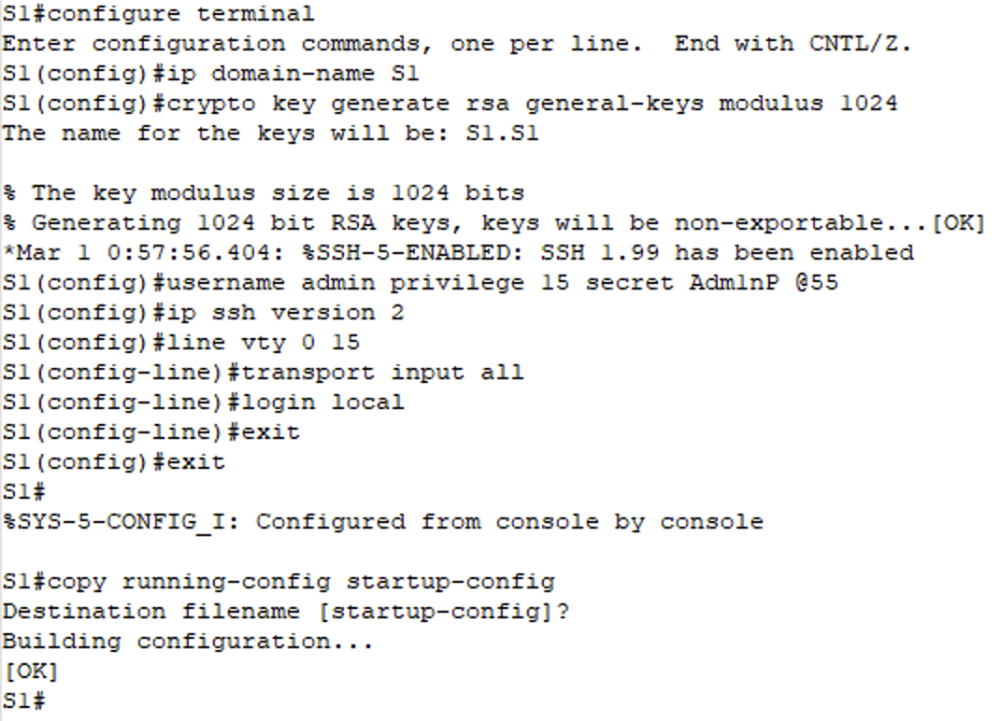 S1#configure terminal
Enter configuration commands, one per line.  End with CNTL/Z.
S1(config)#ip domain-name S1
S1(config)#crypto key generate rsa general-keys modulus 1024
The name for the keys will be: S1.S1
% The key modulus size is 1024 bits
% Generating 1024 bit RSA keys, keys will be non-exportable...[OK]
*Mar 1 0:57:56.404: %SSH-5-ENABLED: SSH 1.99 has been enabled
S1(config)#username admin privilege 15 secret Adm1nP @55
S1(config)#ip ssh version 2
S1(config)#line vty 0 15
S1(config-line)#transport input all
S1(config-line)#login local
S1(config-line)#exit
S1(config)#exit
S1#
%SYS-5-CONFIG_I: Configured from console by console
S1#copy running-config startup-config
Destination filename [startup-config]?
Building configuration...
[OK]
S1#